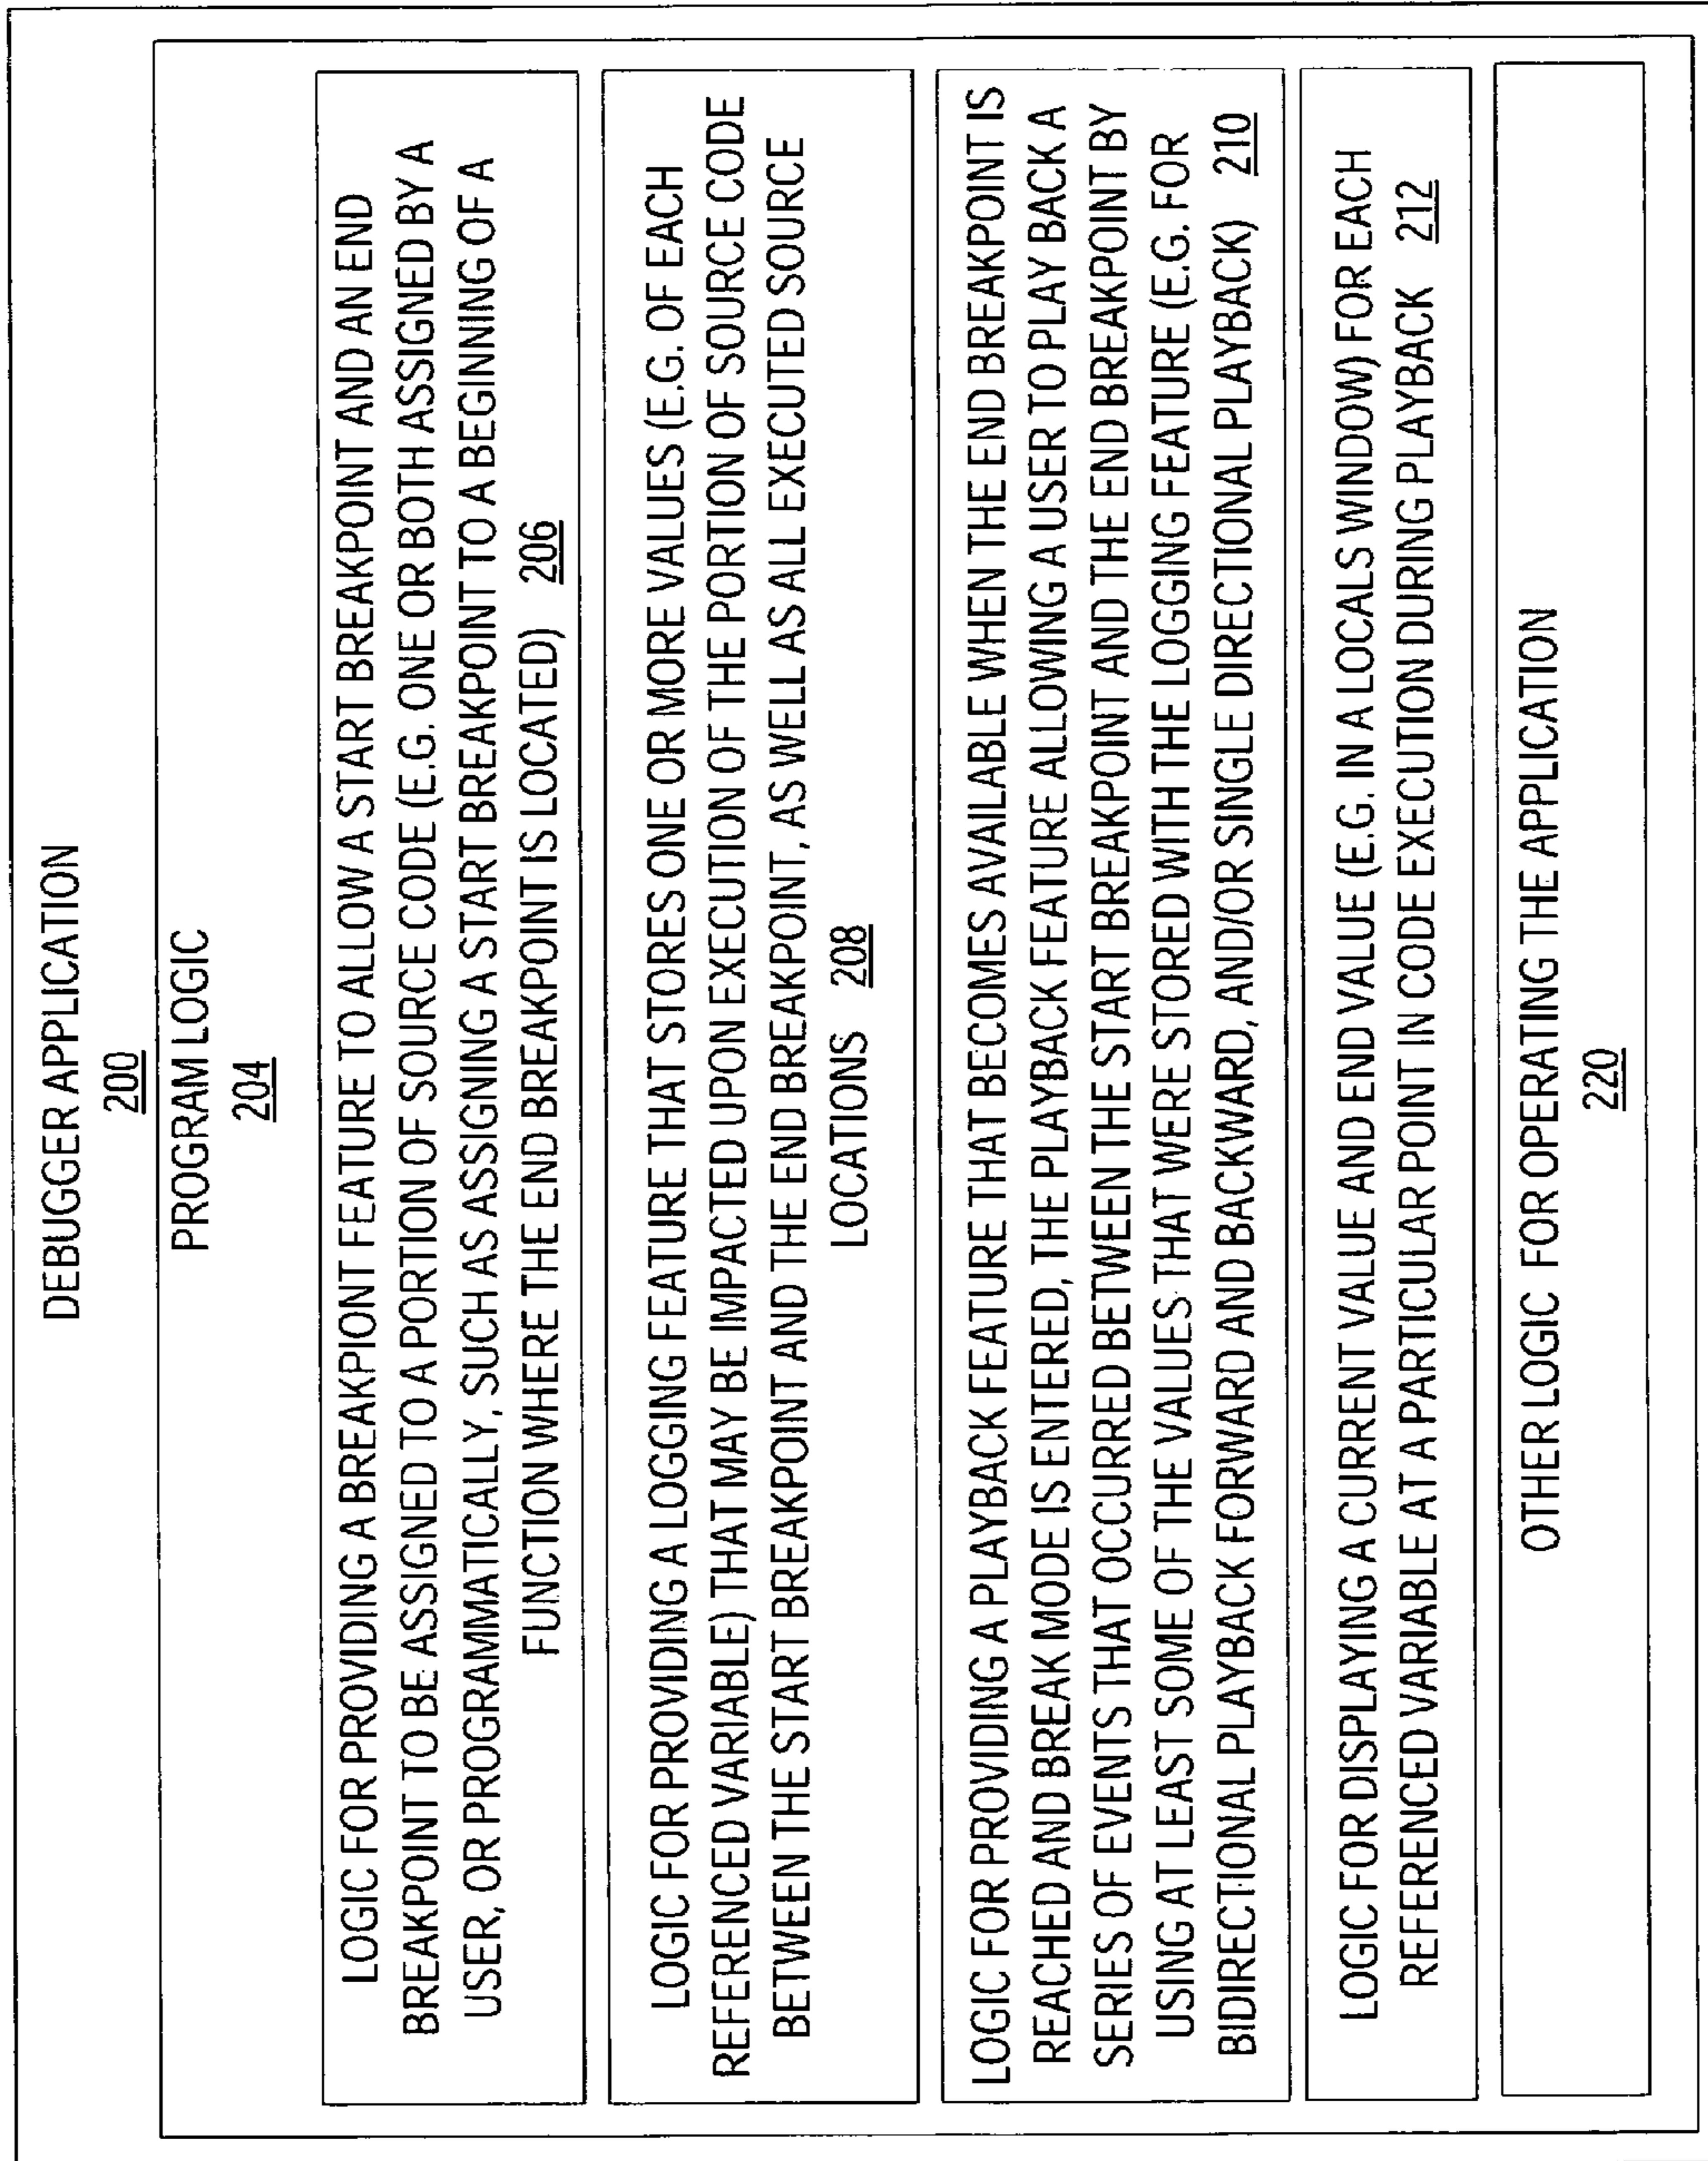 DEBUGGER APPLICATION
200
PROGRAM LOGIC
204
LOGIC FOR PROVIDING A BREAKPIONT FEATURE TO ALLOW A START BREAKPOINT AND AN END
BREAKPOINT TO BE ASSIGNED TO A PORTION OF SOURCE CODE (E.G. ONE OR BOTH ASSIGNED BY A
USER, OR PROGRAMMATICALLY, SUCH AS ASSIGNING A START BREAKPOINT TO A BEGINNING OF A
FUNCTION WHERE THE END BREAKPOINT IS LOCATED) 206
LOGIC FOR PROVIDING A LOGGING FEATURE THAT STORES ONE OR MORE VALUES (E.G. OF EACH
REFERENCED VARIABLE) THAT MAY BE IMPACTED UPON EXECUTION OF THE PORTION OF SOURCE CODE
BETWEEN THE START BREAKPOINT AND THE END BREAKPOINT, AS WELL AS ALL EXECUTED SOURCE
LOCATIONS 208
LOGIC FOR PROVIDING A PLAYBACK FEATURE THAT BECOMES AVAILABLE WHEN THE END BREAKPOINT IS
REACHED AND BREAK MODE IS ENTERED, THE PLAYBACK FEATURE ALLOWING A USER TO PLAY BACK A
SERIES OF EVENTS THAT OCCURRED BETWEEN THE START BREAKPOINT AND THE END BREAKPOINT BY
USING AT LEAST SOME OF THE VALUES THAT WERE STORED WITH THE LOGGING FEATURE (E.G. FOR
BIDIRECTIONAL PLAYBACK FORWARD AND BACKWARD, AND/OR SINGLE DIRECTIONAL PLAYBACK) 210
LOGIC FOR DISPLAYING A CURRENT VALUE AND END VALUE (E.G. IN A LOCALS WINDOW) FOR EACH
REFERENCED VARIABLE AT A PARTICULAR POINT IN CODE EXECUTION DURING PLAYBACK 212
OTHER LOGIC FOR OPERATING THE APPLICATION
220